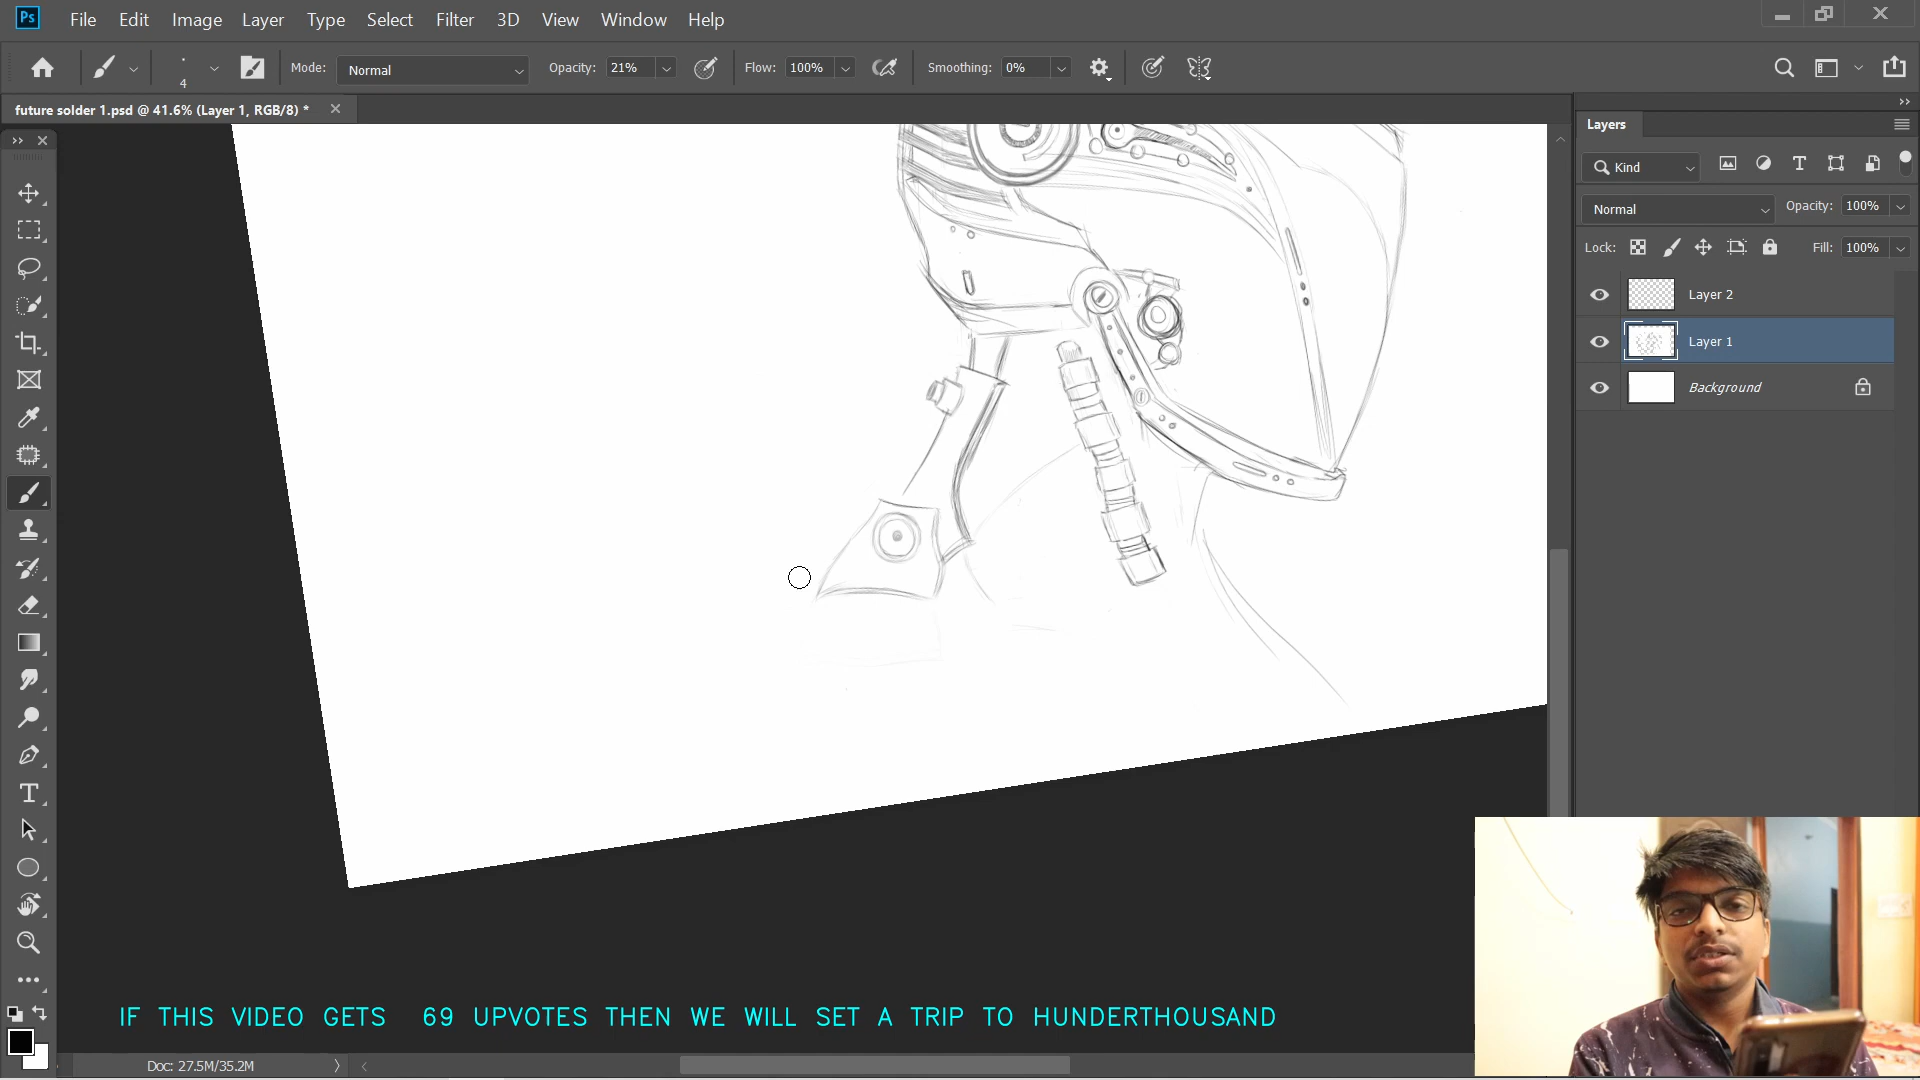 Ps File Edit Image Layer Type Select Filter 3D View Window Help
4 Mode: Normal Opacity: 21% Flow: 100% Smoothing: 0%
future solder 1.psd @ 41.6% (Layer 1, RGB/8) *
Layers
Kind
Normal Opacity: 100%
Lock: Fill: 100%
Layer 2
Layer 1
Background
IF THIS VIDEO GETS 69 UPVOTES THEN WE WILL SET A TRIP TO HUNDERTHOUSAND
Doc: 27.5M/35.2M